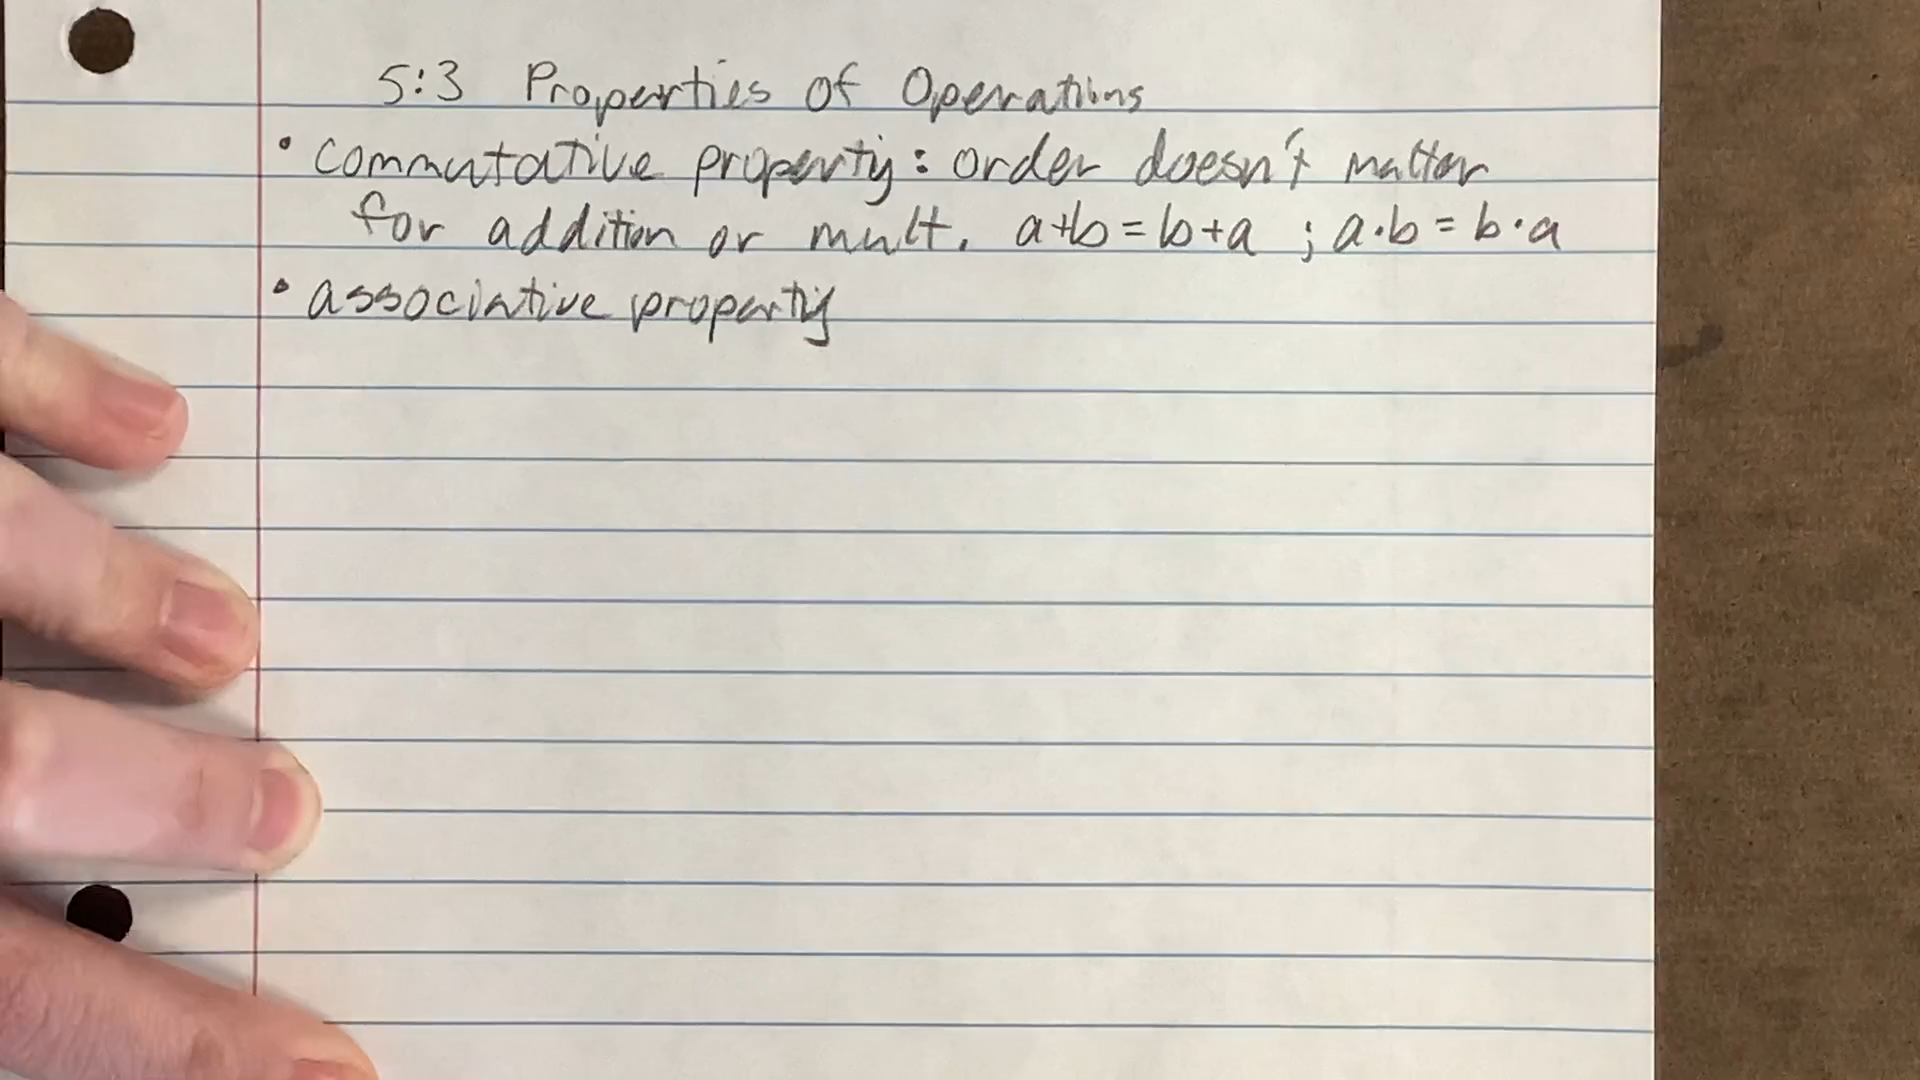 5:3 Properties of Operations
• commutative property: order doesn't matter
for addition or mult. a+b=b+a ; a·b=b·a
• associative property